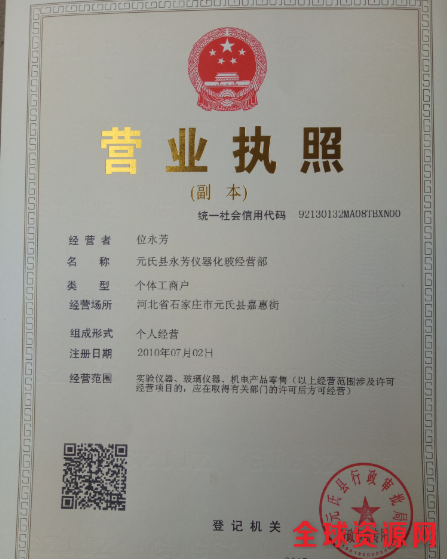 营业执照
(副 本)
统一社会信用代码 92130132MA08TBXN00
经 营 者 位永芳
名 称 元氏县永芳仪器化玻经营部
类 型 个体工商户
经营场所 河北省石家庄市元氏县嘉惠街
组成形式 个人经营
注册日期 2010年07月02日
经营范围 实验仪器、玻璃仪器、机电产品零售（以上经营范围涉及许可
经营项目的，应在取得有关部门的许可后方可经营）
元氏县行政审批局
登记机关
全球资源网